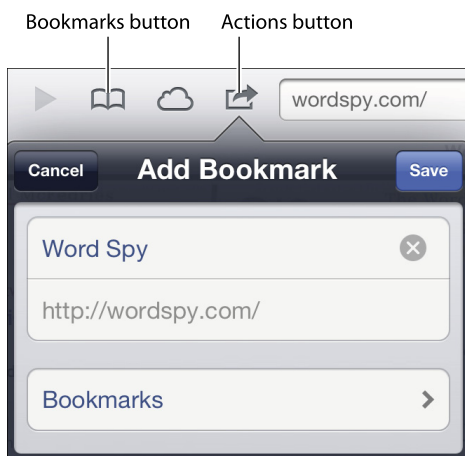 Bookmarks button Actions button
wordspy.com/
Cancel Add Bookmark Save
Word Spy
http://wordspy.com/
Bookmarks